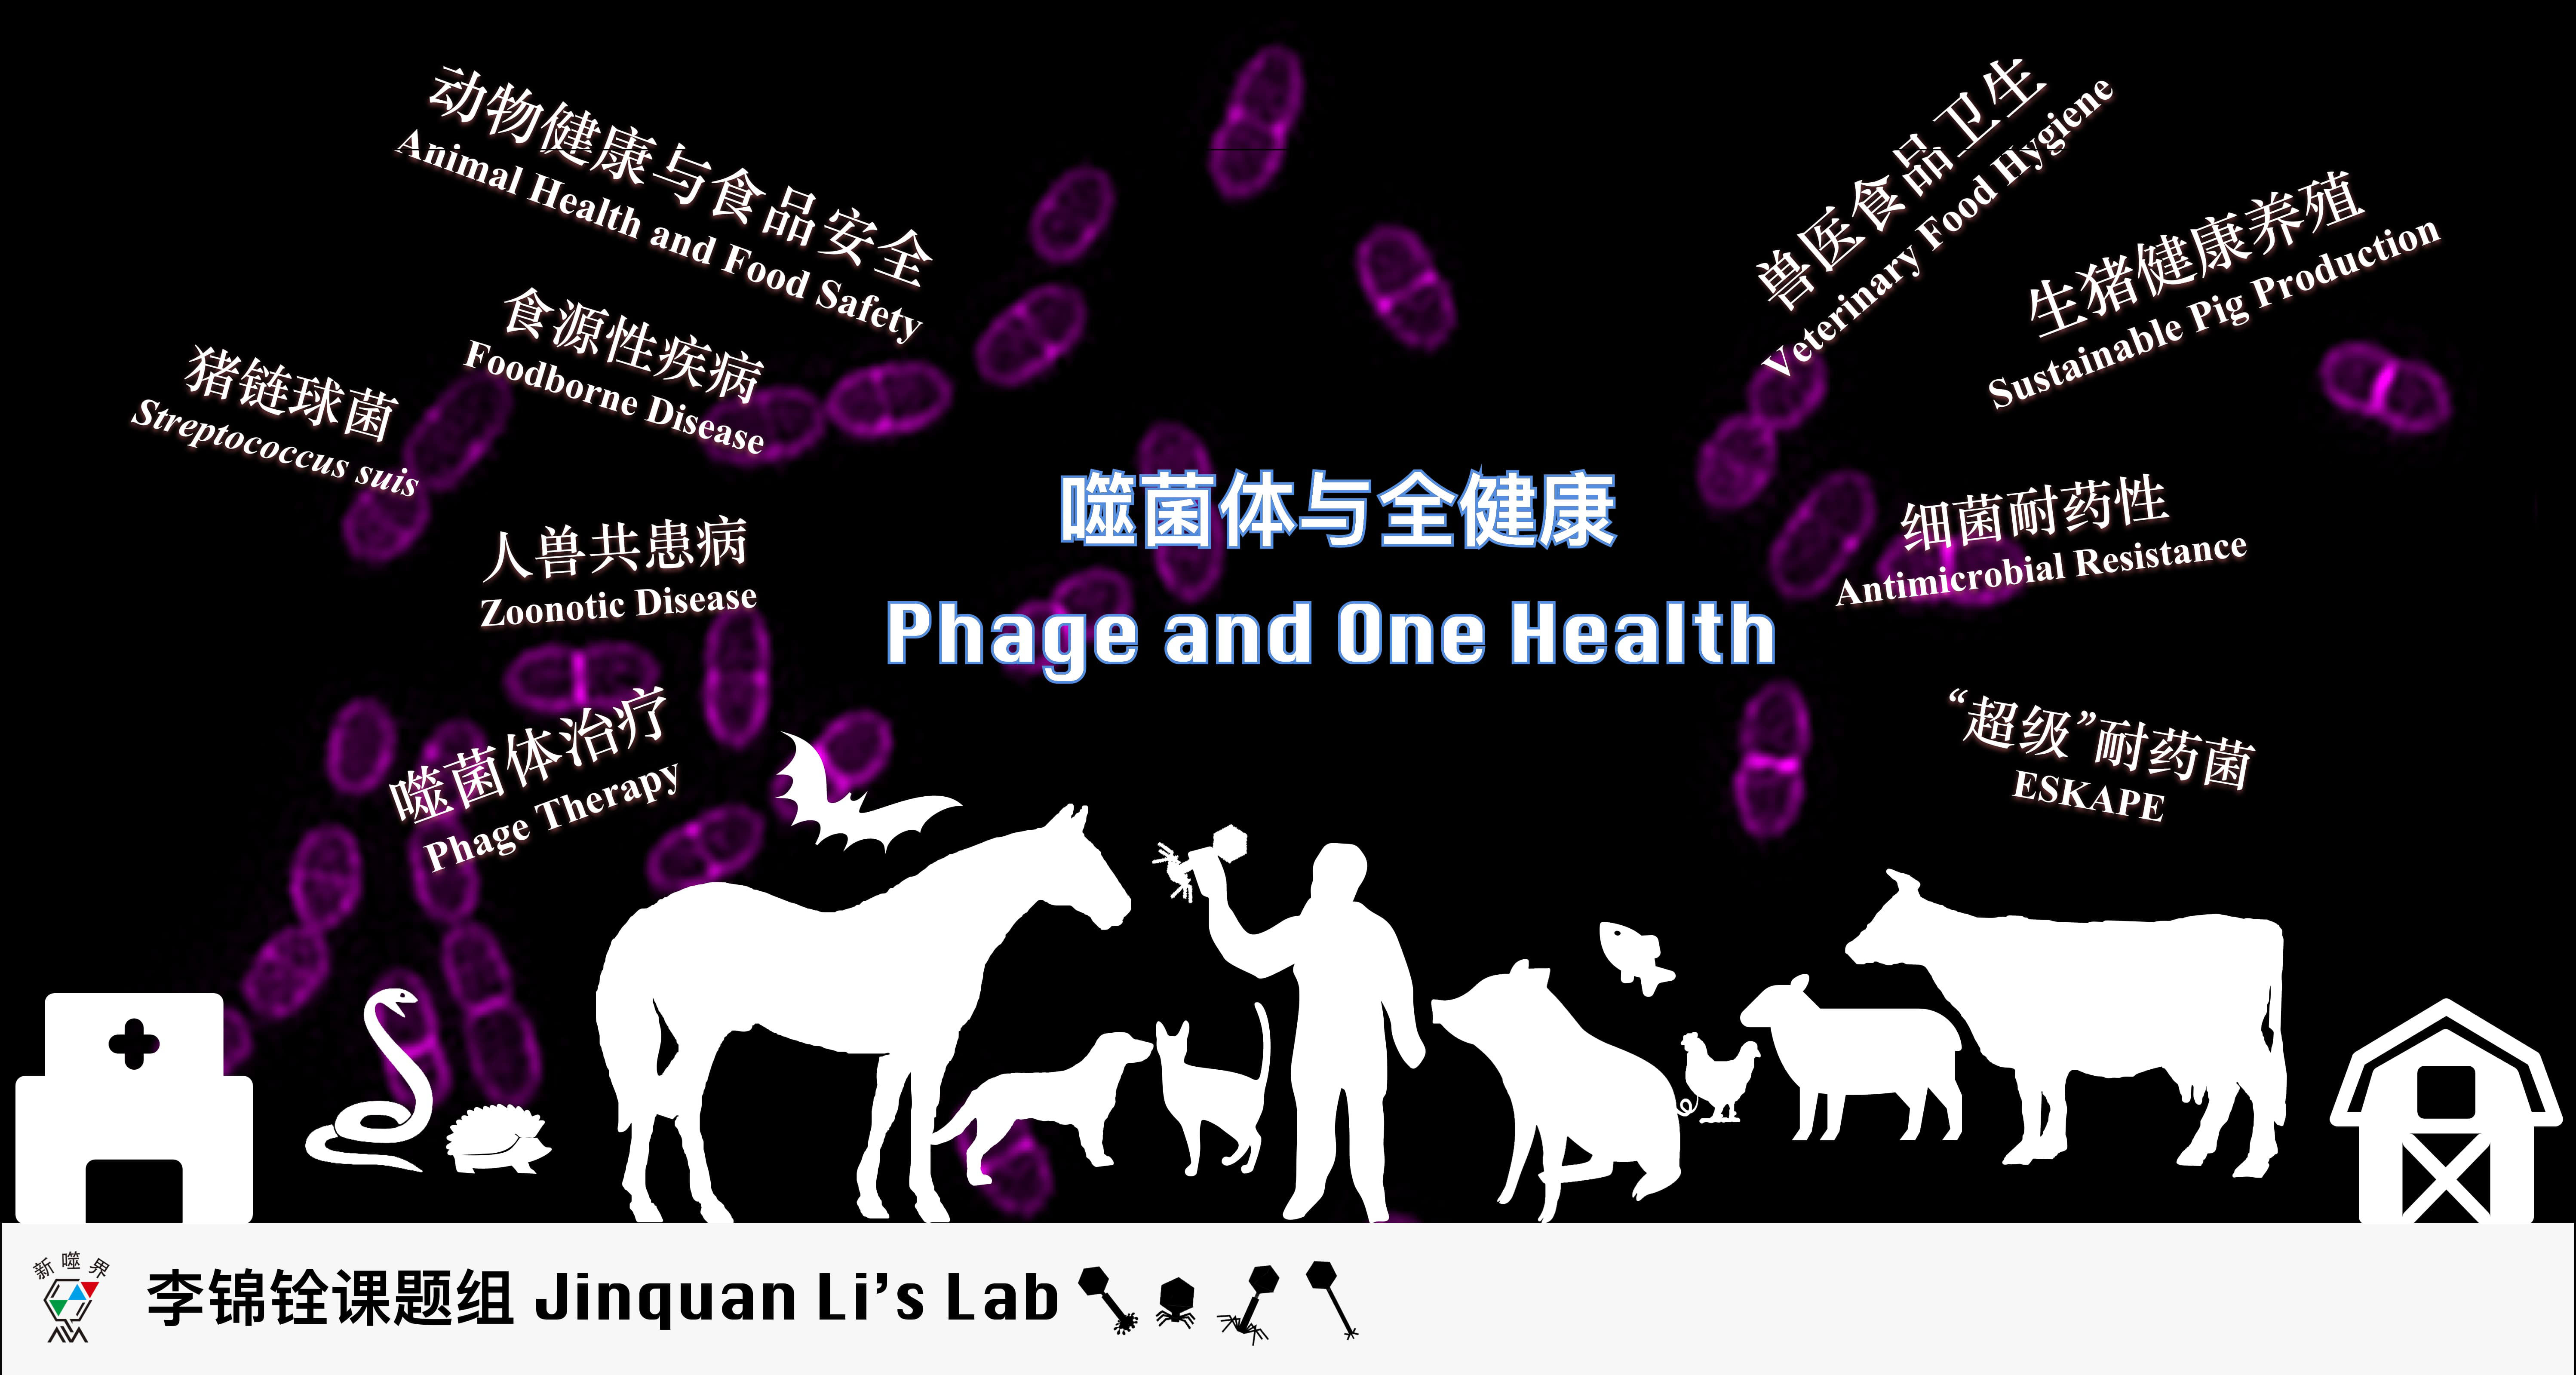 动物健康与食品安全
Animal Health and Food Safety
食源性疾病
Foodborne Disease
猪链球菌
Streptococcus suis
人兽共患病
Zoonotic Disease
噬菌体治疗
Phage Therapy
噬菌体与全健康
Phage and One Health
兽医食品卫生
Veterinary Food Hygiene
生猪健康养殖
Sustainable Pig Production
细菌耐药性
Antimicrobial Resistance
“超级”耐药菌
ESKAPE
新噬界
李锦铨课题组 Jinquan Li’s Lab